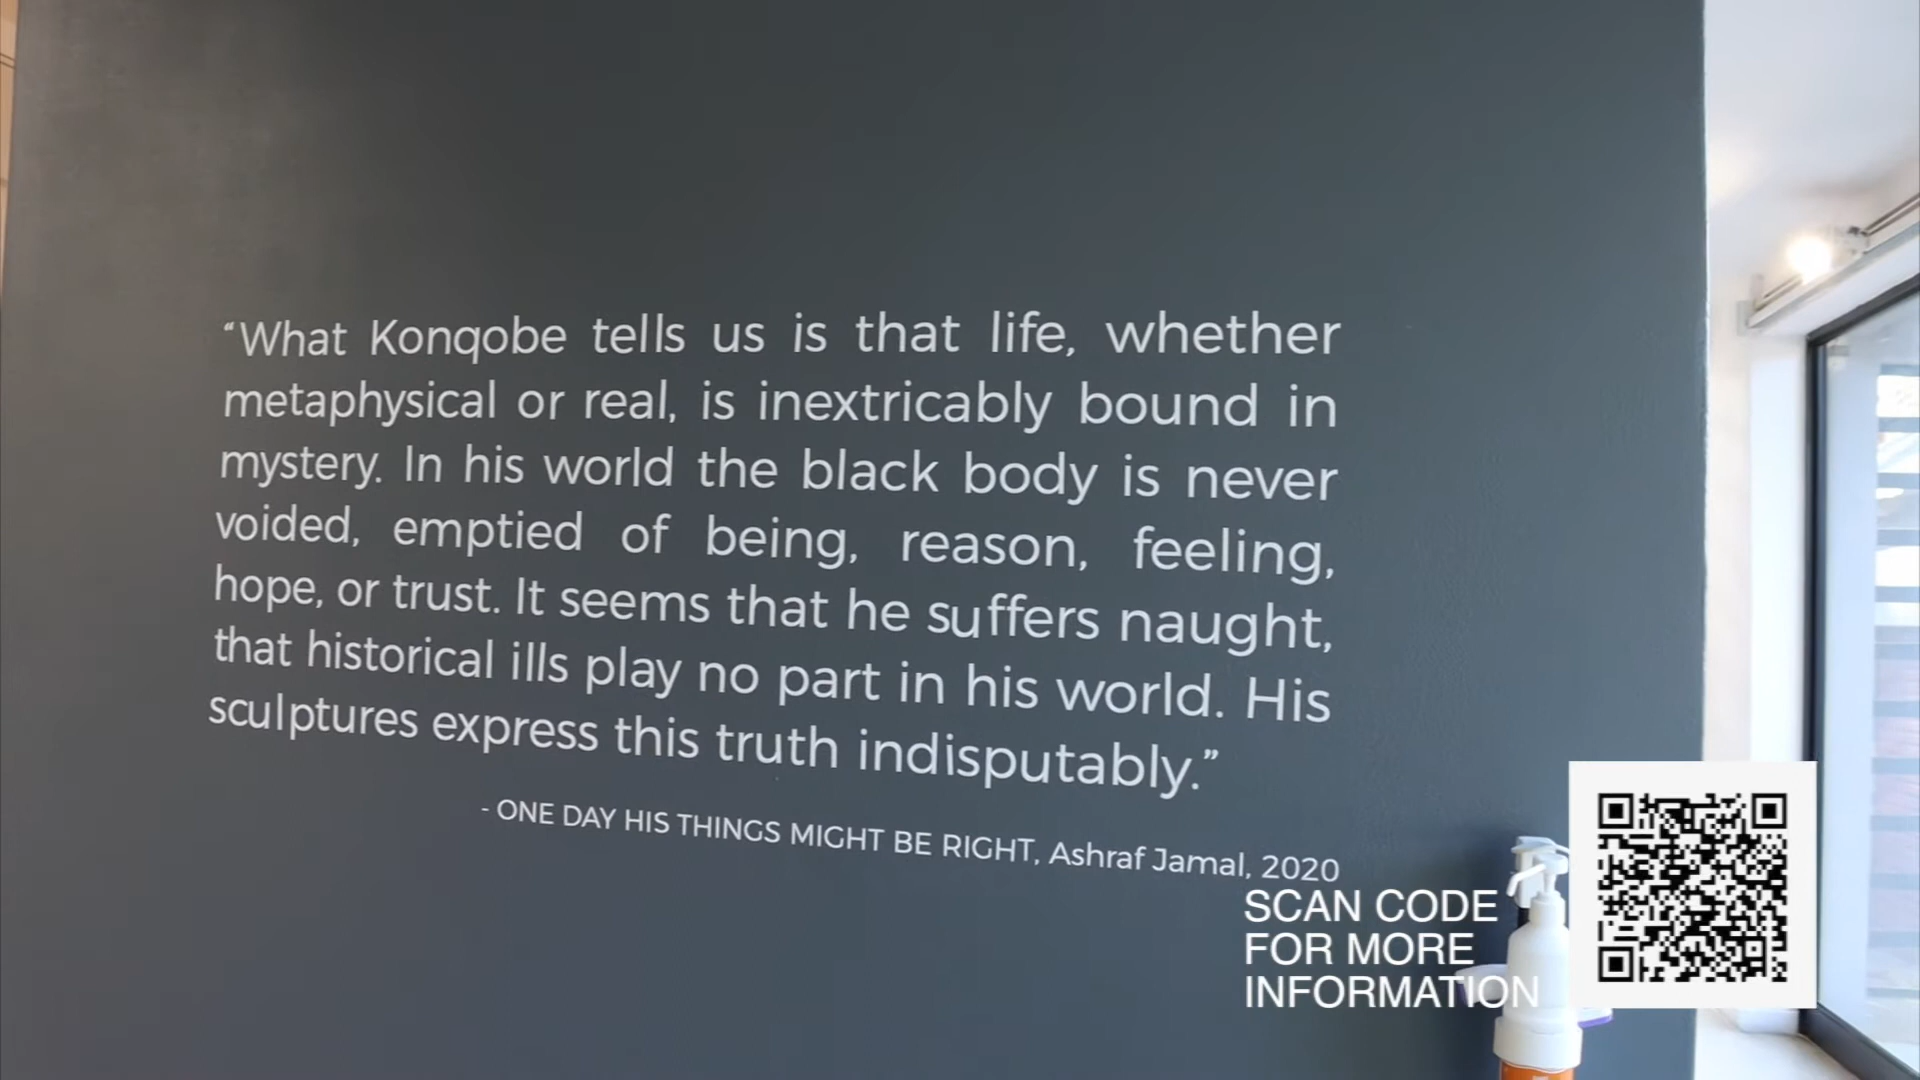 “What Konqobe tells us is that life, whether
metaphysical or real, is inextricably bound in
mystery. In his world the black body is never
voided, emptied of being, reason, feeling,
hope, or trust. It seems that he suffers naught,
that historical ills play no part in his world. His
sculptures express this truth indisputably.”
- ONE DAY HIS THINGS MIGHT BE RIGHT, Ashraf Jamal, 2020
SCAN CODE
FOR MORE
INFORMATION